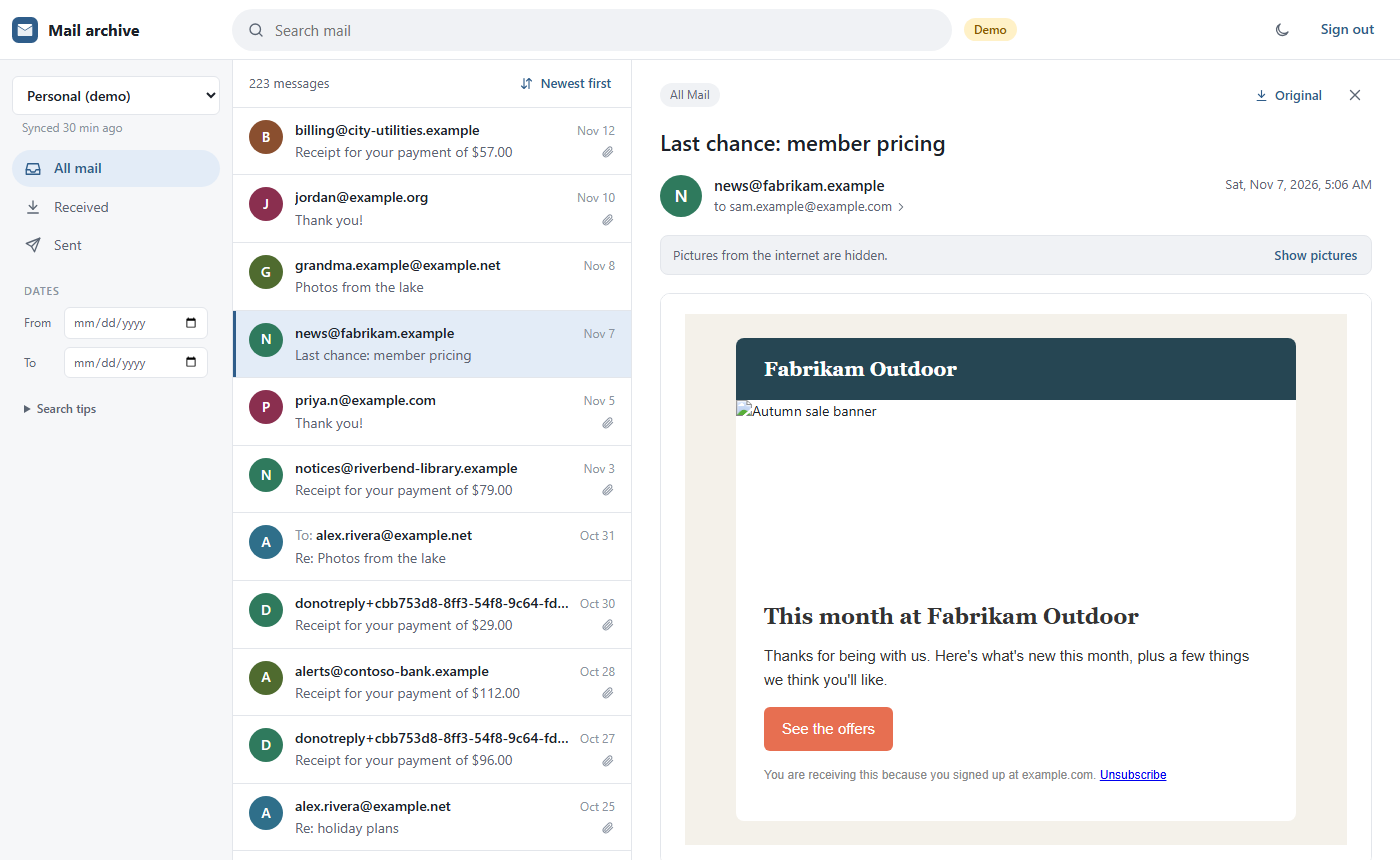 Mail archive
Search mail
Demo
Sign out
Personal (demo)
Synced 30 min ago
All mail
Received
Sent
DATES
From mm/dd/yyyy
To mm/dd/yyyy
Search tips
223 messages
Newest first
B billing@city-utilities.example Nov 12
Receipt for your payment of $57.00
J jordan@example.org Nov 10
Thank you!
G grandma.example@example.net Nov 8
Photos from the lake
N news@fabrikam.example Nov 7
Last chance: member pricing
P priya.n@example.com Nov 5
Thank you!
N notices@riverbend-library.example Nov 3
Receipt for your payment of $79.00
A To: alex.rivera@example.net Oct 31
Re: Photos from the lake
D donotreply+cbb753d8-8ff3-54f8-9c64-fd... Oct 30
Receipt for your payment of $29.00
A alerts@contoso-bank.example Oct 28
Receipt for your payment of $112.00
D donotreply+cbb753d8-8ff3-54f8-9c64-fd... Oct 27
Receipt for your payment of $96.00
A alex.rivera@example.net Oct 25
Re: holiday plans
All Mail
Original
Last chance: member pricing
N news@fabrikam.example Sat, Nov 7, 2026, 5:06 AM
to sam.example@example.com
Pictures from the internet are hidden. Show pictures
Fabrikam Outdoor
Autumn sale banner
This month at Fabrikam Outdoor
Thanks for being with us. Here's what's new this month, plus a few things
we think you'll like.
See the offers
You are receiving this because you signed up at example.com. Unsubscribe